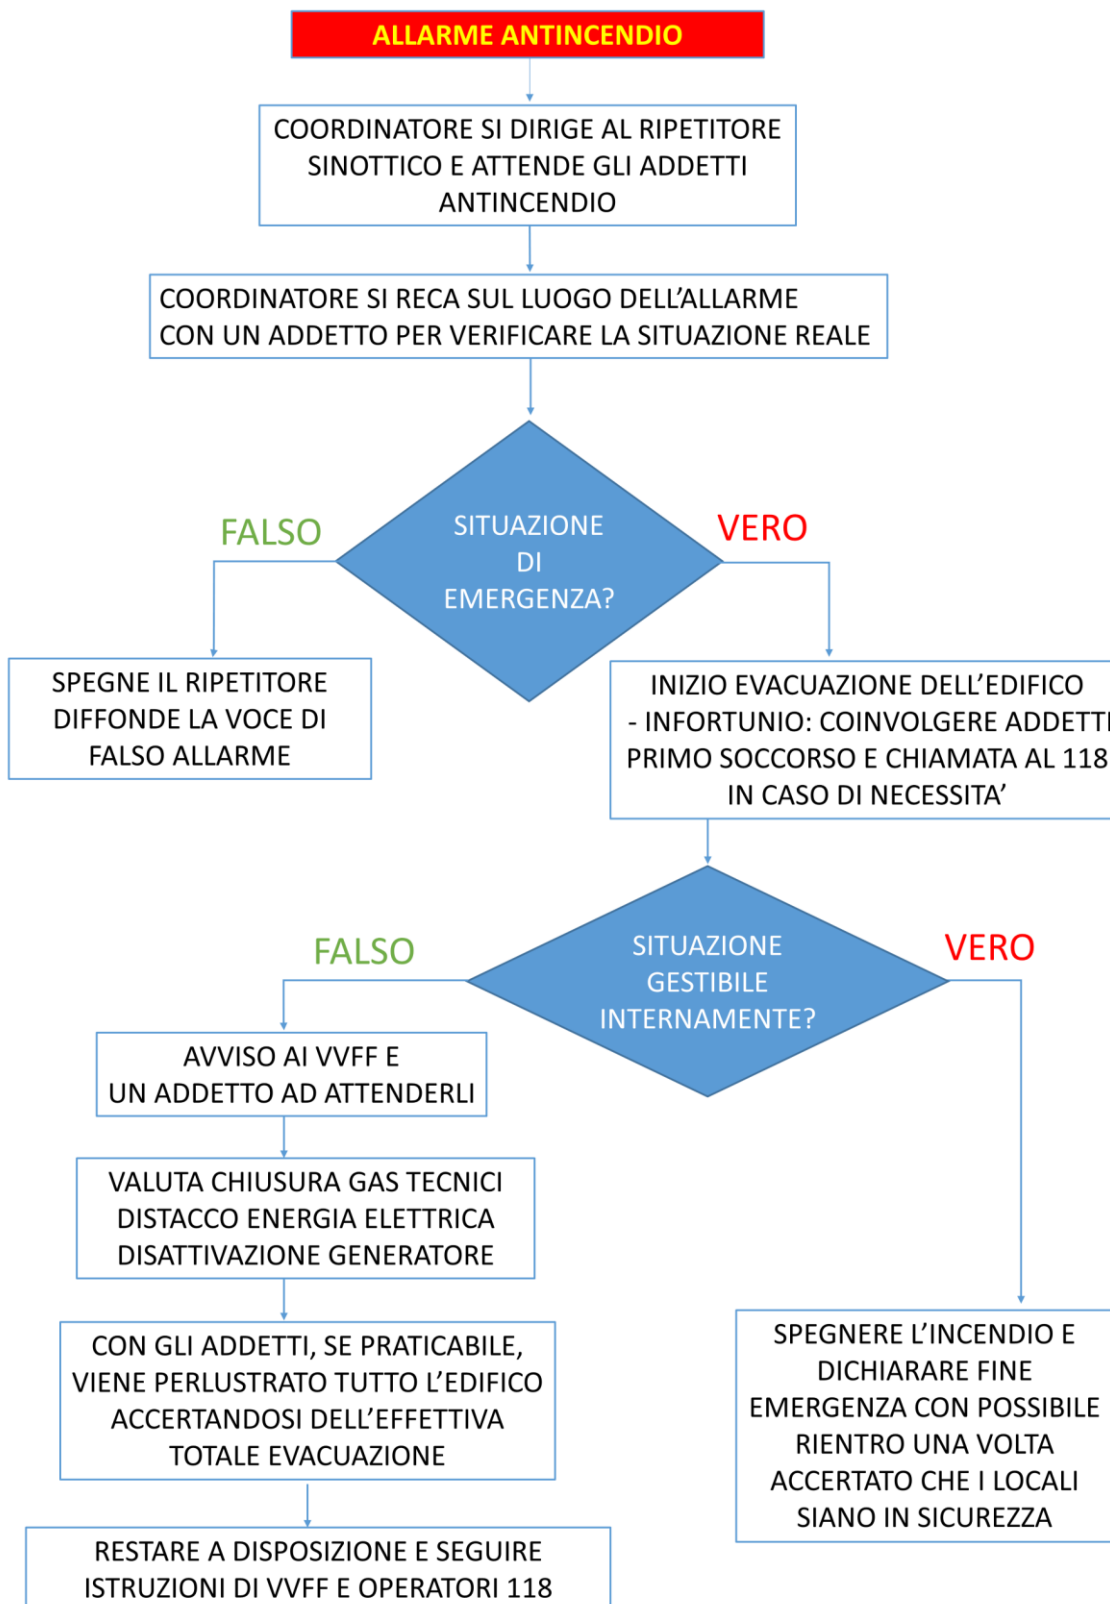 ALLARME ANTINCENDIO
COORDINATORE SI DIRIGE AL RIPETITORE
SINOTTICO E ATTENDE GLI ADDETTI
ANTINCENDIO
COORDINATORE SI RECA SUL LUOGO DELL’ALLARME
CON UN ADDETTO PER VERIFICARE LA SITUAZIONE REALE
FALSO
SITUAZIONE
DI
EMERGENZA?
VERO
SPEGNE IL RIPETITORE
DIFFONDE LA VOCE DI
FALSO ALLARME
INIZIO EVACUAZIONE DELL’EDIFICO
- INFORTUNIO: COINVOLGERE ADDETTI
PRIMO SOCCORSO E CHIAMATA AL 118
IN CASO DI NECESSITA’
FALSO
SITUAZIONE
GESTIBILE
INTERNAMENTE?
VERO
AVVISO AI VVFF E
UN ADDETTO AD ATTENDERLI
VALUTA CHIUSURA GAS TECNICI
DISTACCO ENERGIA ELETTRICA
DISATTIVAZIONE GENERATORE
CON GLI ADDETTI, SE PRATICABILE,
VIENE PERLUSTRATO TUTTO L’EDIFICO
ACCERTANDOSI DELL’EFFETTIVA
TOTALE EVACUAZIONE
RESTARE A DISPOSIZIONE E SEGUIRE
ISTRUZIONI DI VVFF E OPERATORI 118
SPEGNERE L’INCENDIO E
DICHIARARE FINE
EMERGENZA CON POSSIBILE
RIENTRO UNA VOLTA
ACCERTATO CHE I LOCALI
SIANO IN SICUREZZA